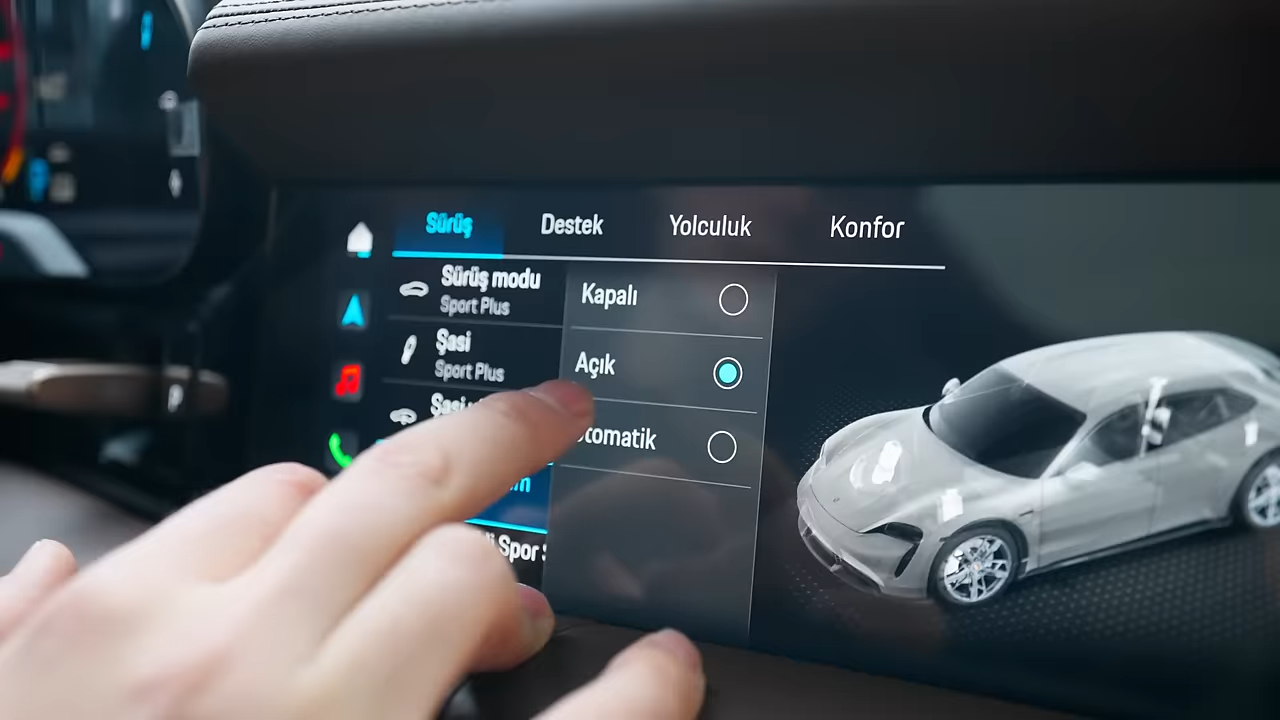 Sürüş Destek Yolculuk Konfor
Sürüş modu
Sport Plus
Şasi
Sport Plus
Kapalı
Açık
P